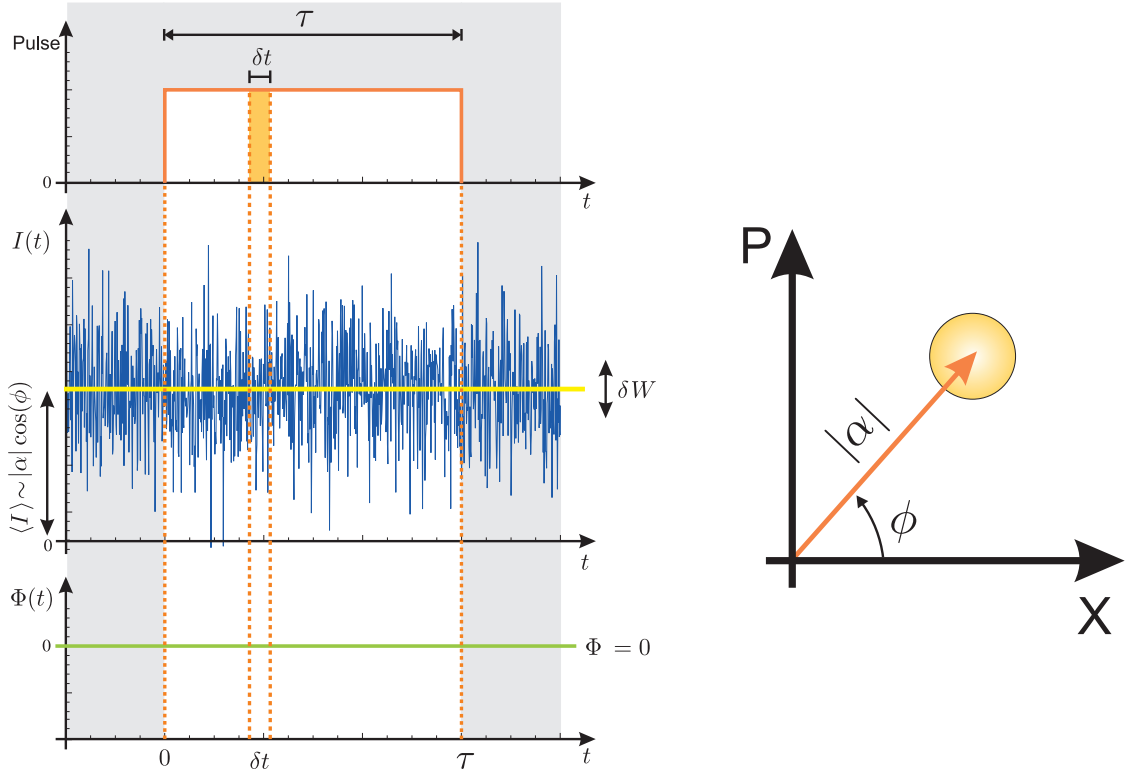 τ
Pulse
δt
0
t
I(t)
δW
⟨I⟩∼|α| cos(ϕ)
0
t
Φ(t)
0
Φ = 0
0
δt
τ
t
P
|α|
ϕ
X